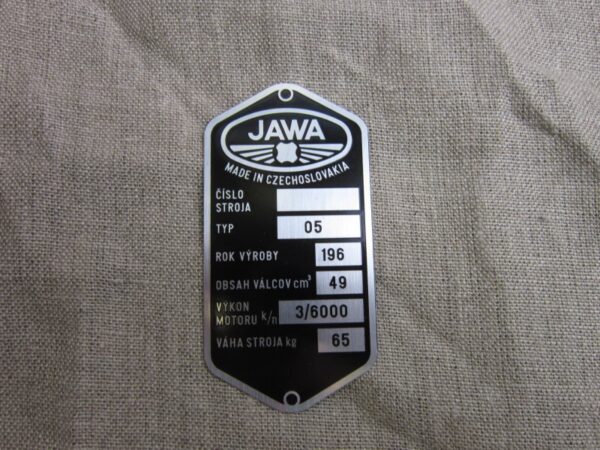 JAWA
MADE IN CZECHOSLOVAKIA
ČÍSLO
STROJA
TYP 05
ROK VÝROBY 196
OBSAH VÁLCOV cm³ 49
VÝKON
MOTORU k/n 3/6000
VÁHA STROJA kg 65